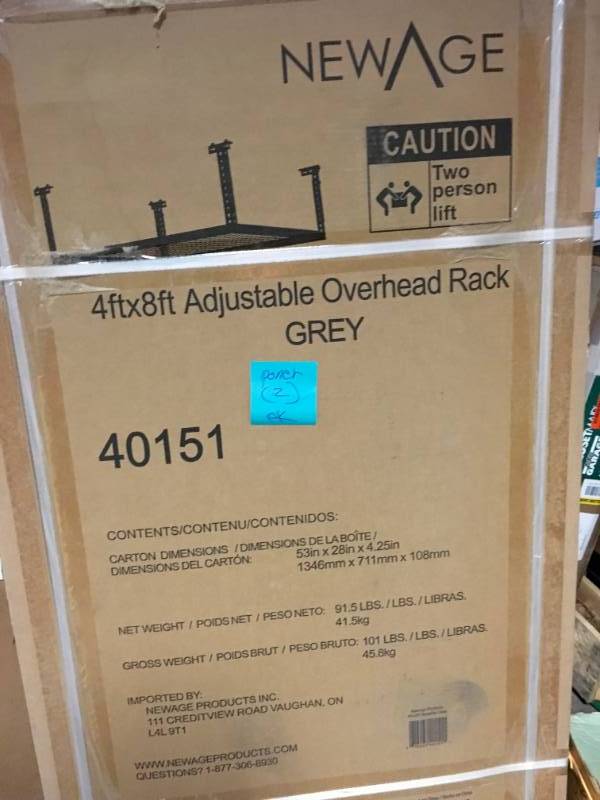 NEWAGE
CAUTION
Two
person
lift
4ftx8ft Adjustable Overhead Rack
GREY
(2)
OK
40151
CONTENTS/CONTENU/CONTENIDOS:
CARTON DIMENSIONS / DIMENSIONS DE LA BOÎTE /
DIMENSIONS DEL CARTÓN: 53in x 28in x 4.25in
1346mm x 711mm x 108mm
NET WEIGHT / POIDS NET / PESO NETO: 91.5 LBS. / LBS. / LIBRAS.
41.5kg
GROSS WEIGHT / POIDS BRUT / PESO BRUTO: 101 LBS. / LBS. / LIBRAS.
45.8kg
IMPORTED BY:
NEWAGE PRODUCTS INC.
111 CREDITVIEW ROAD VAUGHAN, ON
L4L 9T1
WWW.NEWAGEPRODUCTS.COM
QUESTIONS? 1-877-306-8930